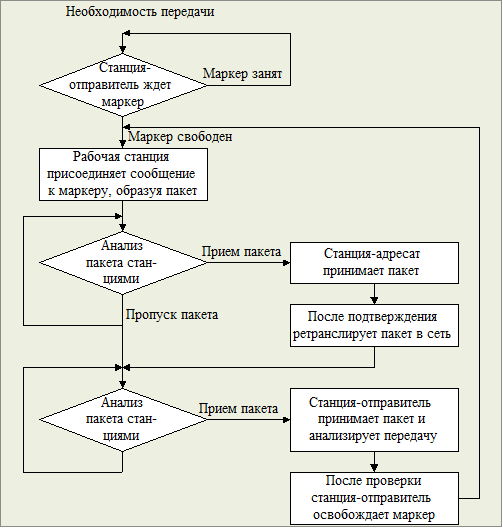 Необходимость передачи
Станция-
отправитель ждет
маркер
Маркер занят
Маркер свободен
Рабочая станция
присоединяет сообщение
к маркеру, образуя пакет
Анализ
пакета стан-
циями
Прием пакета
Станция-адресат
принимает пакет
Пропуск пакета
После подтверждения
ретранслирует пакет в сеть
Анализ
пакета стан-
циями
Прием пакета
Станция-отправитель
принимает пакет и
анализирует передачу
После проверки
станция-отправитель
освобождает маркер